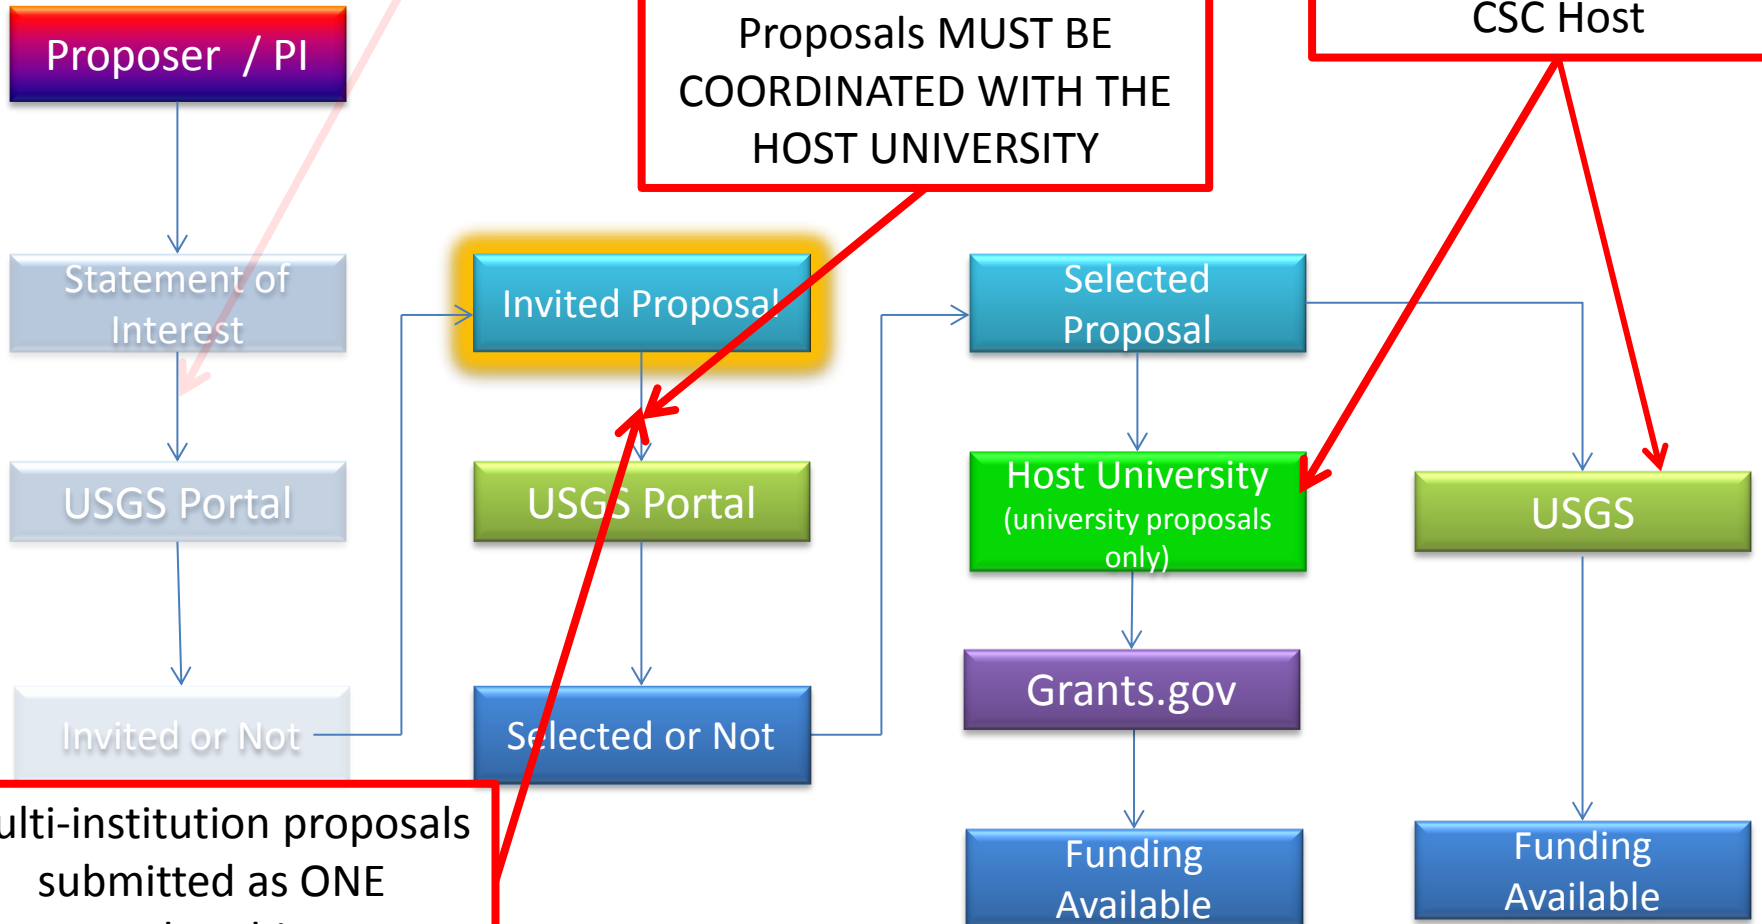 Proposer / PI
Proposals MUST BE
COORDINATED WITH THE
HOST UNIVERSITY
CSC Host
Statement of
Interest
Invited Proposal
Selected
Proposal
USGS Portal
USGS Portal
Host University
(university proposals
only)
USGS
Invited or Not
Selected or Not
Grants.gov
ulti-institution proposals
submitted as ONE
Funding
Available
Funding
Available